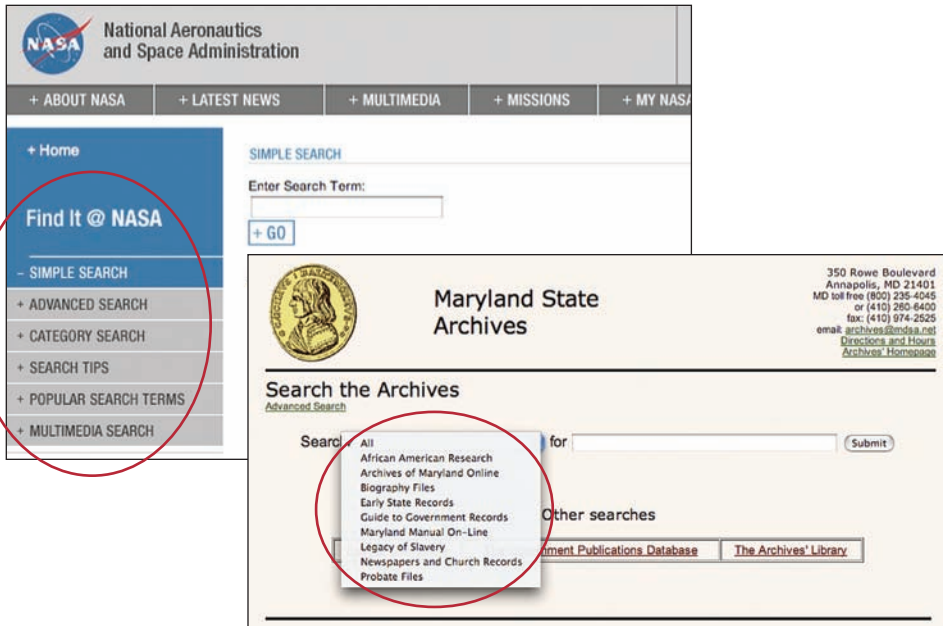 NASA
National Aeronautics
and Space Administration
+ ABOUT NASA
+ LATEST NEWS
+ MULTIMEDIA
+ MISSIONS
+ MY NASA
+ Home
Find It @ NASA
– SIMPLE SEARCH
+ ADVANCED SEARCH
+ CATEGORY SEARCH
+ SEARCH TIPS
+ POPULAR SEARCH TERMS
+ MULTIMEDIA SEARCH
SIMPLE SEARCH
Enter Search Term:
+ GO
Maryland State
Archives
350 Rowe Boulevard
Annapolis, MD 21401
MD toll free (800) 235-4045
or (410) 260-6400
fax: (410) 974-2525
email: archives@mdsa.net
Directions and Hours
Archives' Homepage
Search the Archives
Advanced Search
Search for Submit
All
African American Research
Archives of Maryland Online
Biography Files
Early State Records
Guide to Government Records
Maryland Manual On-Line
Legacy of Slavery
Newspapers and Church Records
Probate Files
Other searches
Publications Database
The Archives' Library